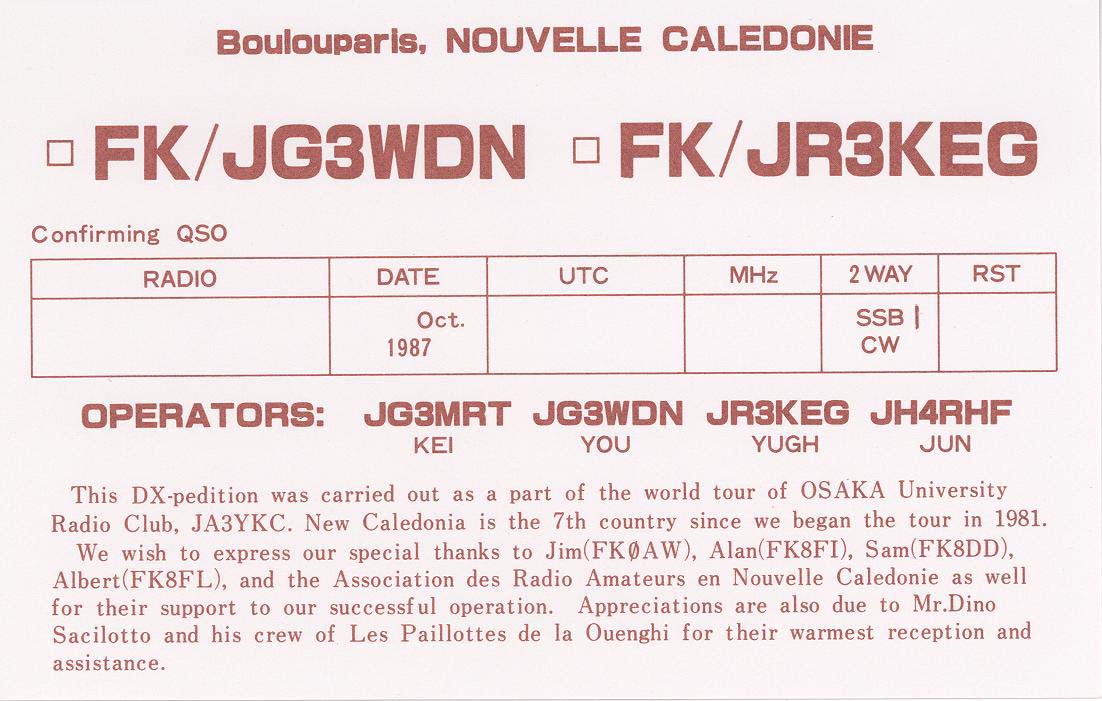 Boulouparis, NOUVELLE CALEDONIE
□ FK/JG3WDN □ FK/JR3KEG
Confirming QSO
RADIO DATE UTC MHz 2 WAY RST
Oct. SSB
1987 CW
OPERATORS: JG3MRT JG3WDN JR3KEG JH4RHF
KEI YOU YUGH JUN
This DX-pedition was carried out as a part of the world tour of OSAKA University
Radio Club, JA3YKC. New Caledonia is the 7th country since we began the tour in 1981.
We wish to express our special thanks to Jim(FKØAW), Alan(FK8FI), Sam(FK8DD),
Albert(FK8FL), and the Association des Radio Amateurs en Nouvelle Caledonie as well
for their support to our successful operation. Appreciations are also due to Mr.Dino
Sacilotto and his crew of Les Paillottes de la Ouenghi for their warmest reception and
assistance.